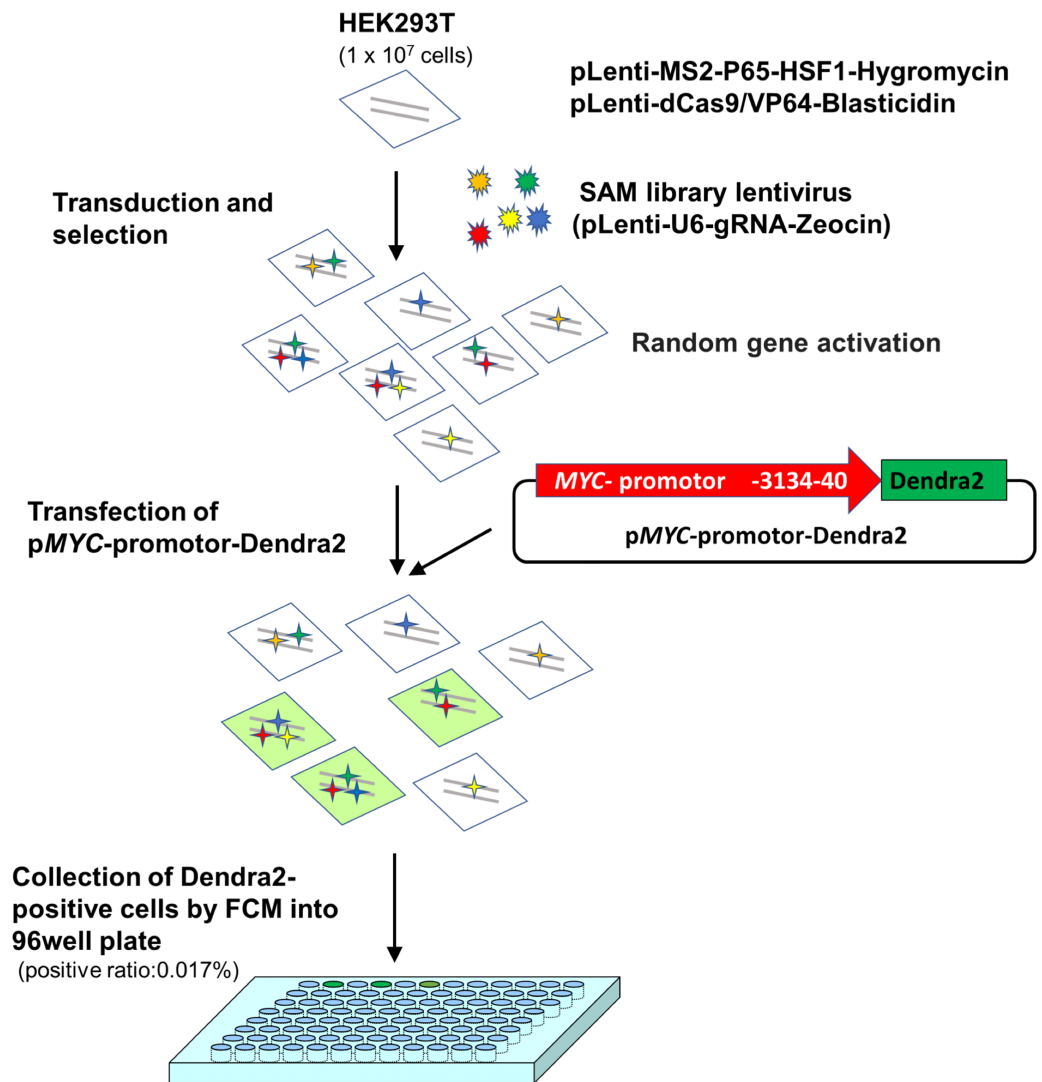 HEK293T
(1 x 10⁷ cells)
pLenti-MS2-P65-HSF1-Hygromycin
pLenti-dCas9/VP64-Blasticidin
Transduction and
selection
SAM library lentivirus
(pLenti-U6-gRNA-Zeocin)
Random gene activation
MYC- promotor -3134-40 Dendra2
pMYC-promotor-Dendra2
Transfection of
pMYC-promotor-Dendra2
Collection of Dendra2-
positive cells by FCM into
96well plate
(positive ratio:0.017%)